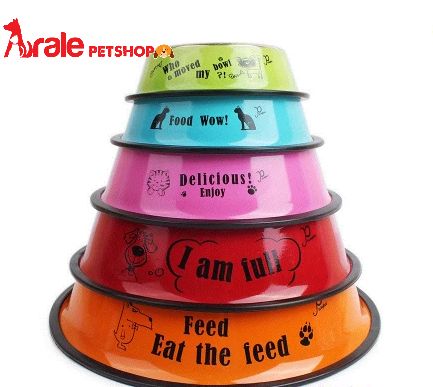 Arale
PETSHOP
Who moved my bowl ?!
Food Wow!
Delicious!
Enjoy
I am full
Feed
Eat the feed